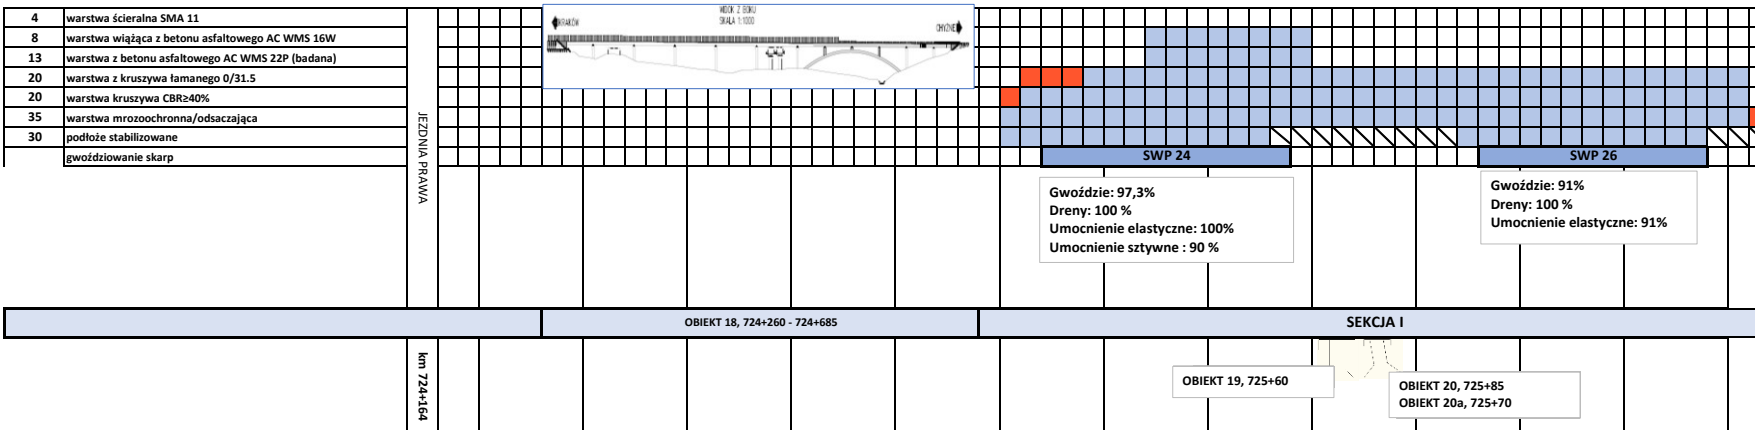 4 warstwa ścieralna SMA 11
8 warstwa wiążąca z betonu asfaltowego AC WMS 16W
13 warstwa z betonu asfaltowego AC WMS 22P (badana)
20 warstwa z kruszywa łamanego 0/31.5
20 warstwa kruszywa CBR≥40%
35 warstwa mrozoochronna/odsaczająca
30 podłoże stabilizowane
gwoździowanie skarp
JEZDNIA PRAWA
WIDOK Z BOKU
SKALA 1:1000
KRAKÓW
CHYŻNE
SWP 24
SWP 26
Gwoździe: 97,3%
Dreny: 100 %
Umocnienie elastyczne: 100%
Umocnienie sztywne : 90 %
Gwoździe: 91%
Dreny: 100 %
Umocnienie elastyczne: 91%
OBIEKT 18, 724+260 - 724+685
SEKCJA I
km 724+164
OBIEKT 19, 725+60
OBIEKT 20, 725+85
OBIEKT 20a, 725+70